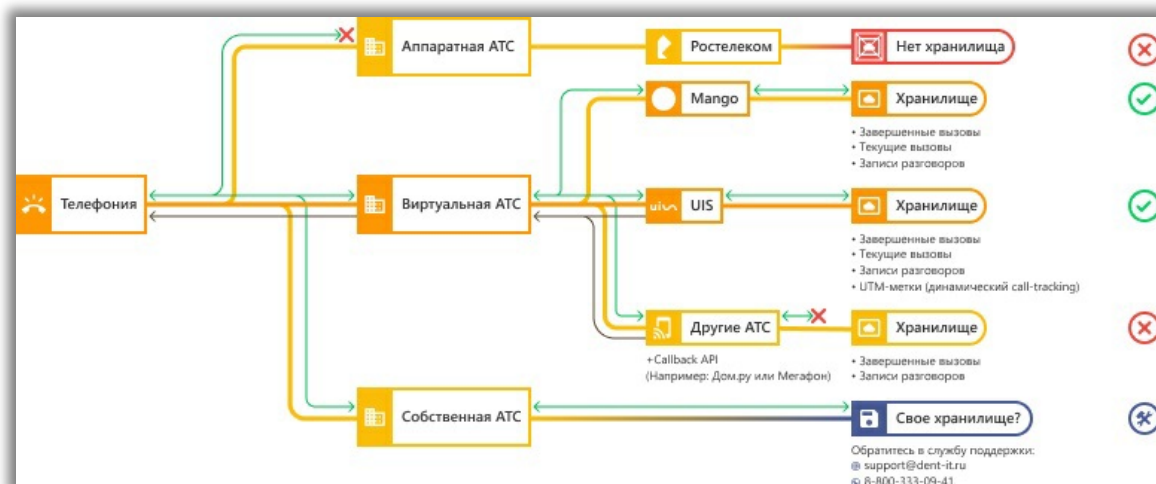 Аппаратная АТС
Ростелеком
Нет хранилища
Mango
Хранилище
• Завершенные вызовы
• Текущие вызовы
• Записи разговоров
Телефония
Виртуальная АТС
UIS
Хранилище
• Завершенные вызовы
• Текущие вызовы
• Записи разговоров
• UTM-метки (динамический call-tracking)
Другие АТС
Хранилище
+Callback API
(Например: Дом.ру или Мегафон)
• Завершенные вызовы
• Записи разговоров
Собственная АТС
Свое хранилище?
Обратитесь в службу поддержки:
support@dent-it.ru
8-800-333-09-41